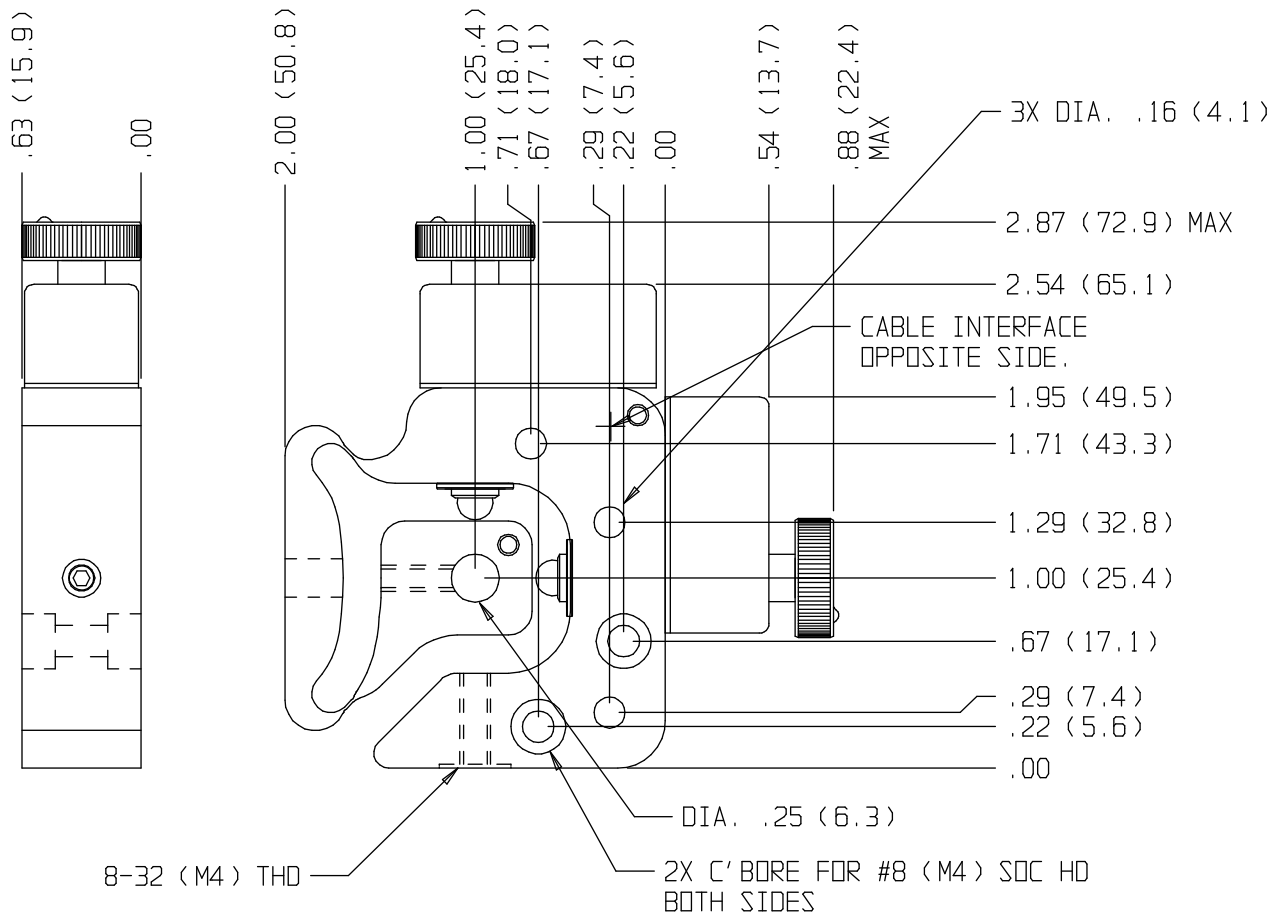 .63 (15.9)
.00
2.00 (50.8)
1.00 (25.4)
.71 (18.0)
.67 (17.1)
.29 (7.4)
.22 (5.6)
.00
.54 (13.7)
.88 (22.4)
MAX
3X DIA. .16 (4.1)
2.87 (72.9) MAX
2.54 (65.1)
CABLE INTERFACE
OPPOSITE SIDE.
1.95 (49.5)
1.71 (43.3)
1.29 (32.8)
1.00 (25.4)
.67 (17.1)
.29 (7.4)
.22 (5.6)
.00
DIA. .25 (6.3)
8-32 (M4) THD
2X C'BORE FOR #8 (M4) SOC HD
BOTH SIDES